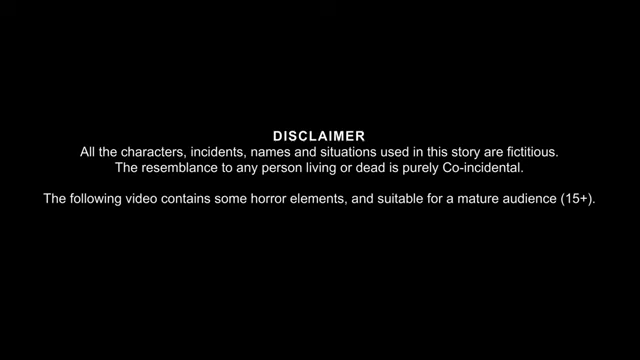 DISCLAIMER
All the characters, incidents, names and situations used in this story are fictitious.
The resemblance to any person living or dead is purely Co-incidental.
The following video contains some horror elements, and suitable for a mature audience (15+).